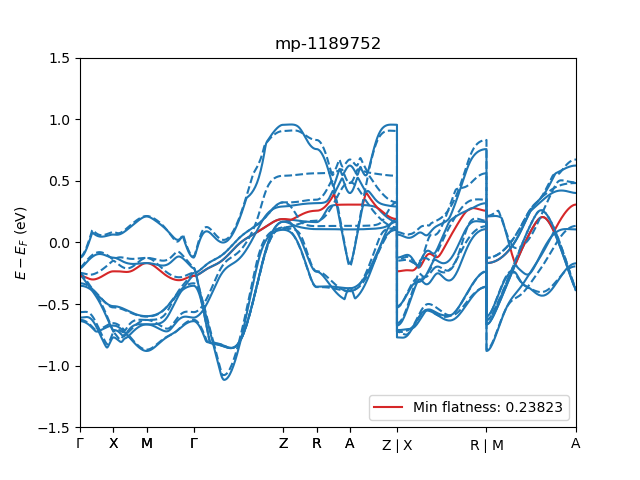 mp-1189752
E − E_F (eV)
1.5
1.0
0.5
0.0
−0.5
−1.0
−1.5
Min flatness: 0.23823
Γ X M Γ Z R A Z | X R | M A